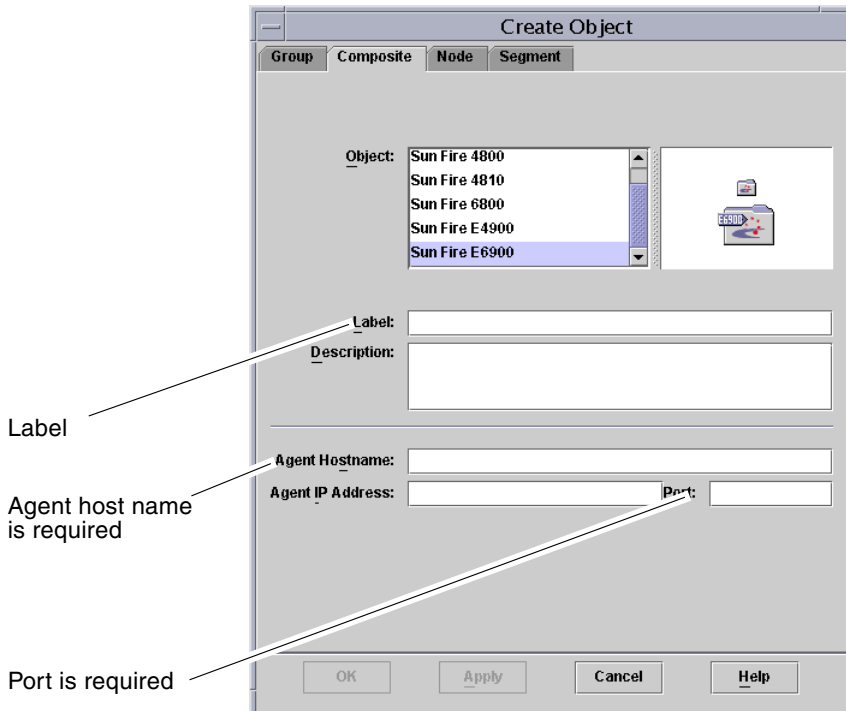 Create Object
Group Composite Node Segment
Object:
Sun Fire 4800
Sun Fire 4810
Sun Fire 6800
Sun Fire E4900
Sun Fire E6900
E6900
Label:
Description:
Label
Agent Hostname:
Agent IP Address: Port:
Agent host name
is required
Port is required
OK Apply Cancel Help